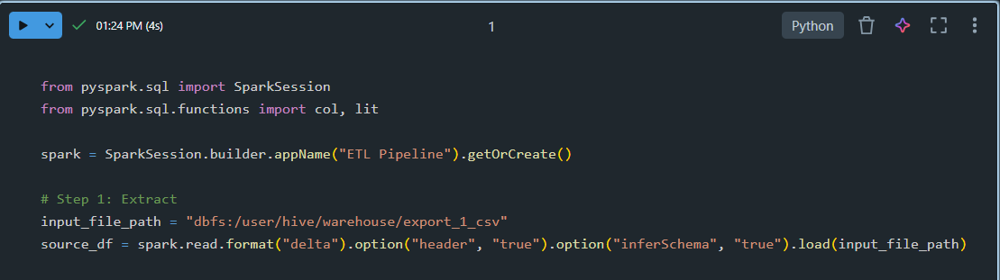 01:24 PM (4s)
1
Python
from pyspark.sql import SparkSession
from pyspark.sql.functions import col, lit
spark = SparkSession.builder.appName("ETL Pipeline").getOrCreate()
# Step 1: Extract
input_file_path = "dbfs:/user/hive/warehouse/export_1_csv"
source_df = spark.read.format("delta").option("header", "true").option("inferSchema", "true").load(input_file_path)